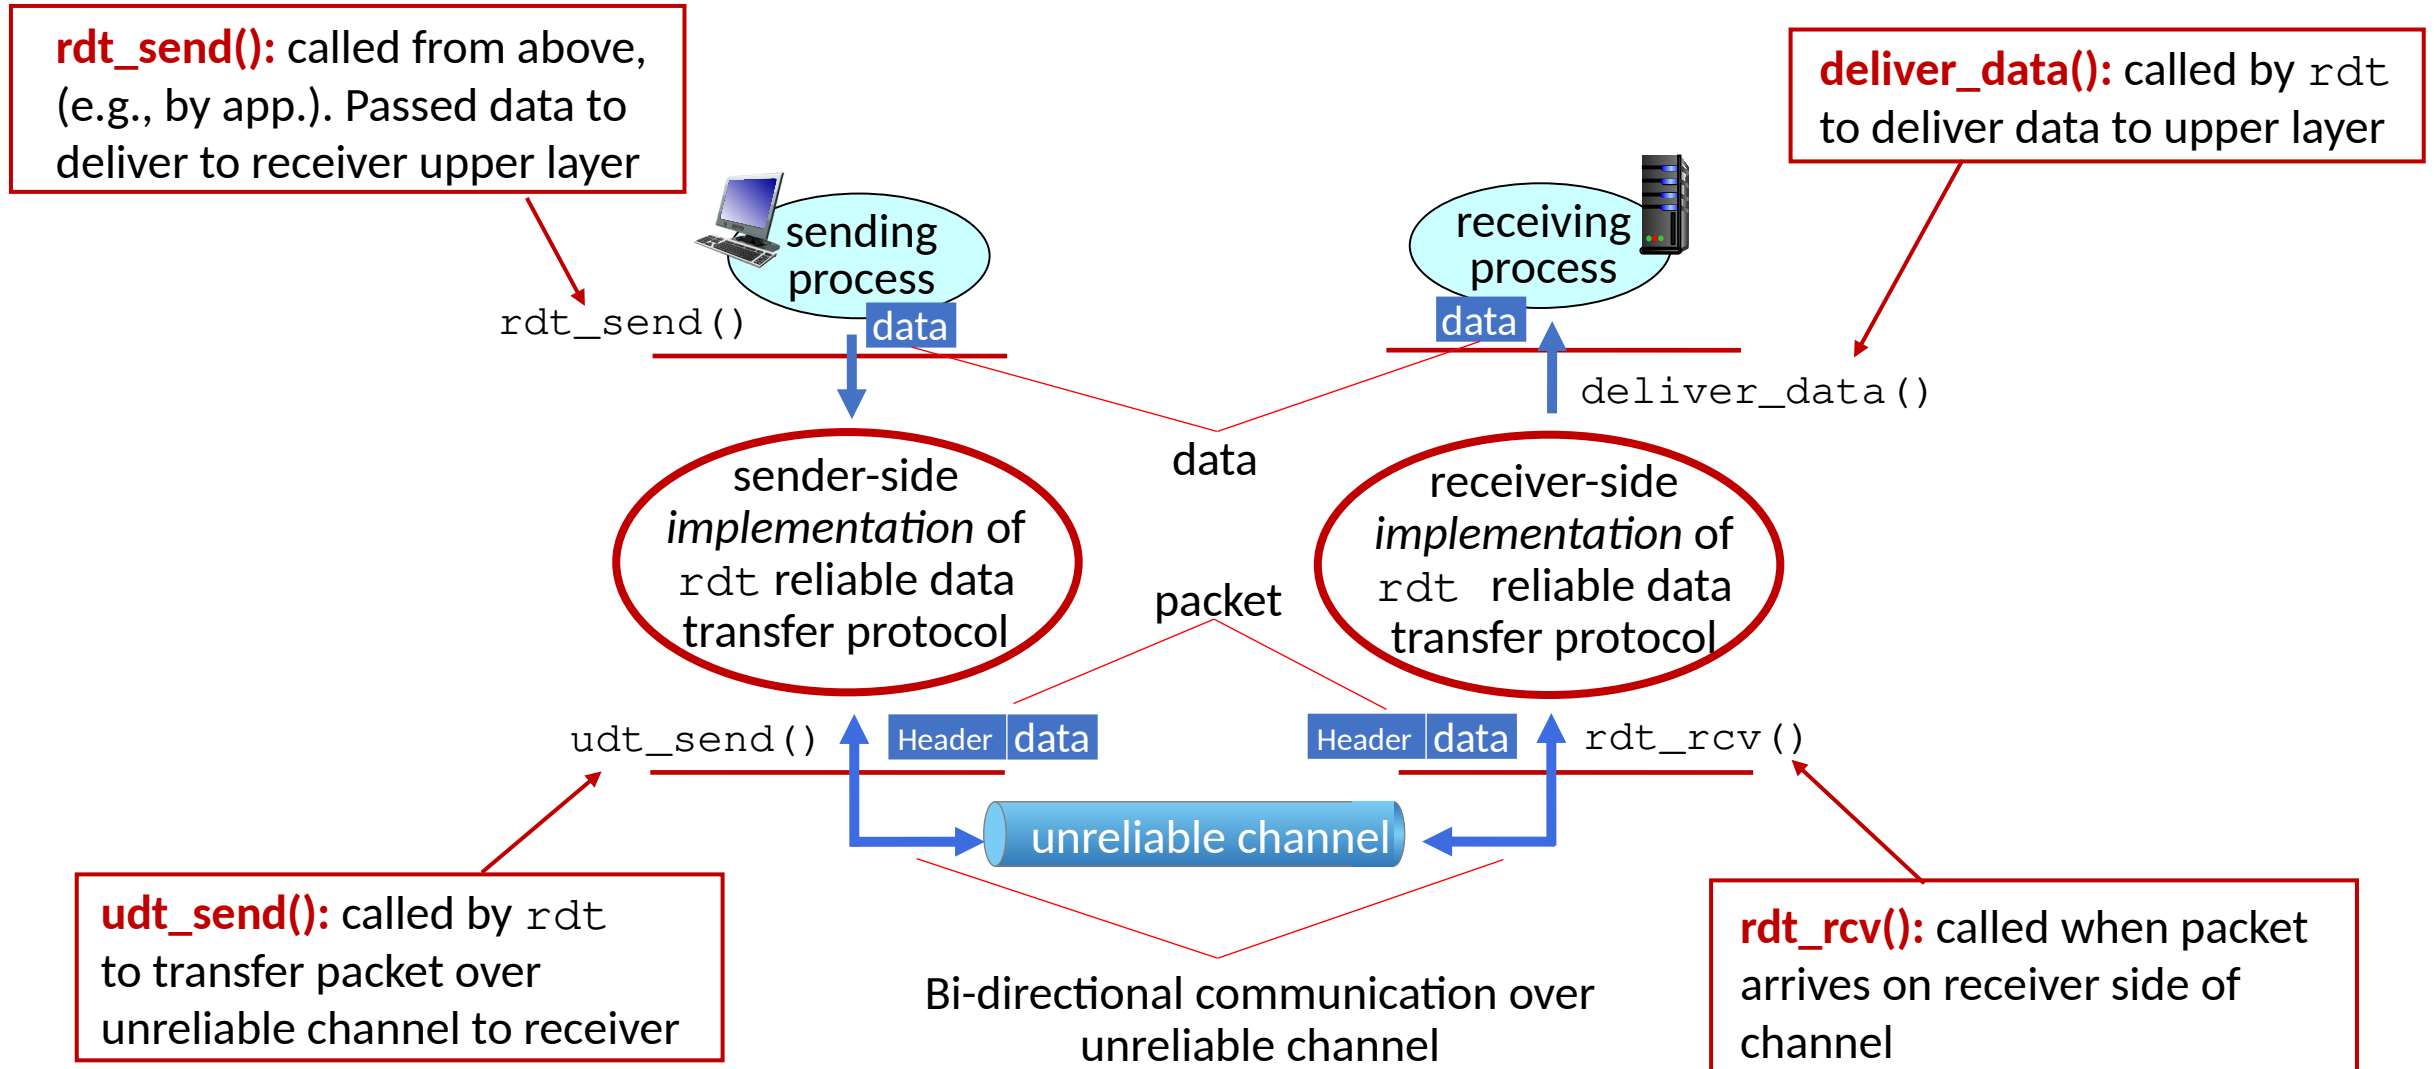 rdt_send(): called from above,
(e.g., by app.). Passed data to
deliver to receiver upper layer
deliver_data(): called by rdt
to deliver data to upper layer
sending
process
receiving
process
rdt_send()
data
data
deliver_data()
data
sender-side
implementation of
rdt reliable data
transfer protocol
receiver-side
implementation of
rdt reliable data
transfer protocol
packet
udt_send()
Header data
Header data
rdt_rcv()
unreliable channel
udt_send(): called by rdt
to transfer packet over
unreliable channel to receiver
Bi-directional communication over
unreliable channel
rdt_rcv(): called when packet
arrives on receiver side of
channel